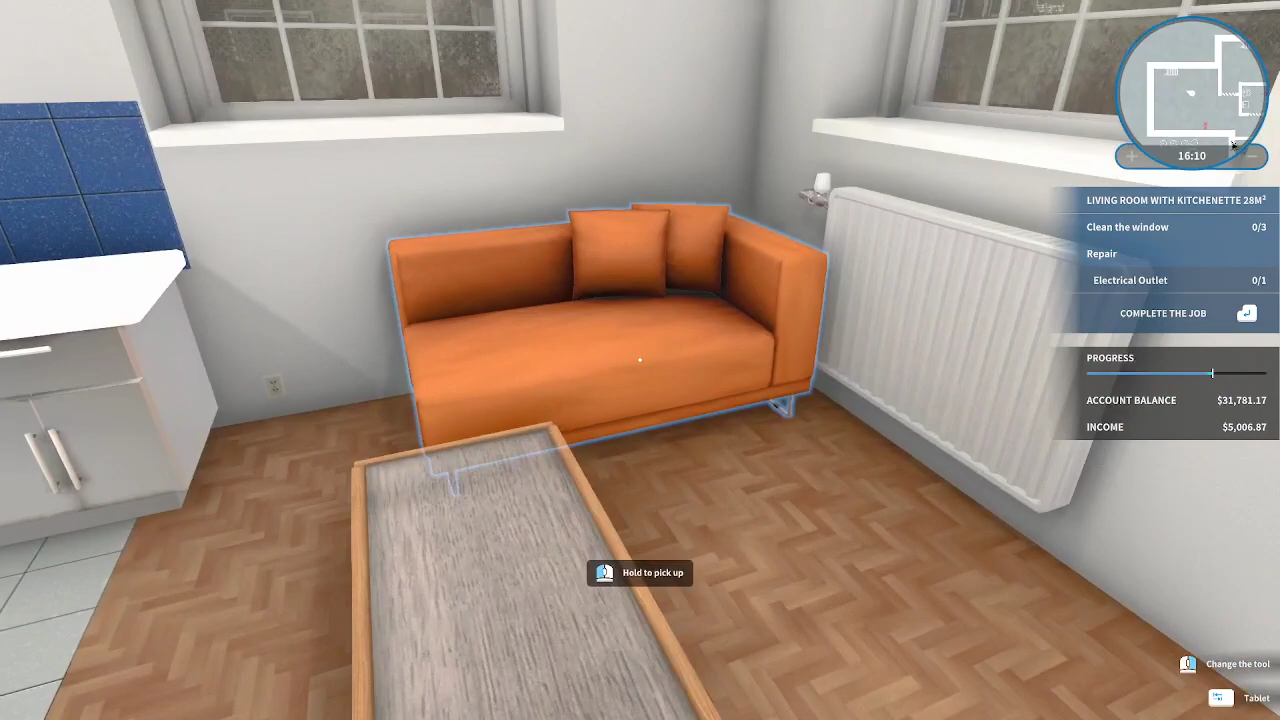 16:10
LIVING ROOM WITH KITCHENETTE 28M²
Clean the window 0/3
Repair
Electrical Outlet 0/1
COMPLETE THE JOB
PROGRESS
ACCOUNT BALANCE $31,781.17
INCOME $5,006.87
Hold to pick up
Change the tool
Tablet